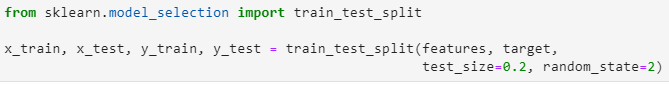 from sklearn.model_selection import train_test_split
x_train, x_test, y_train, y_test = train_test_split(features, target,
test_size=0.2, random_state=2)